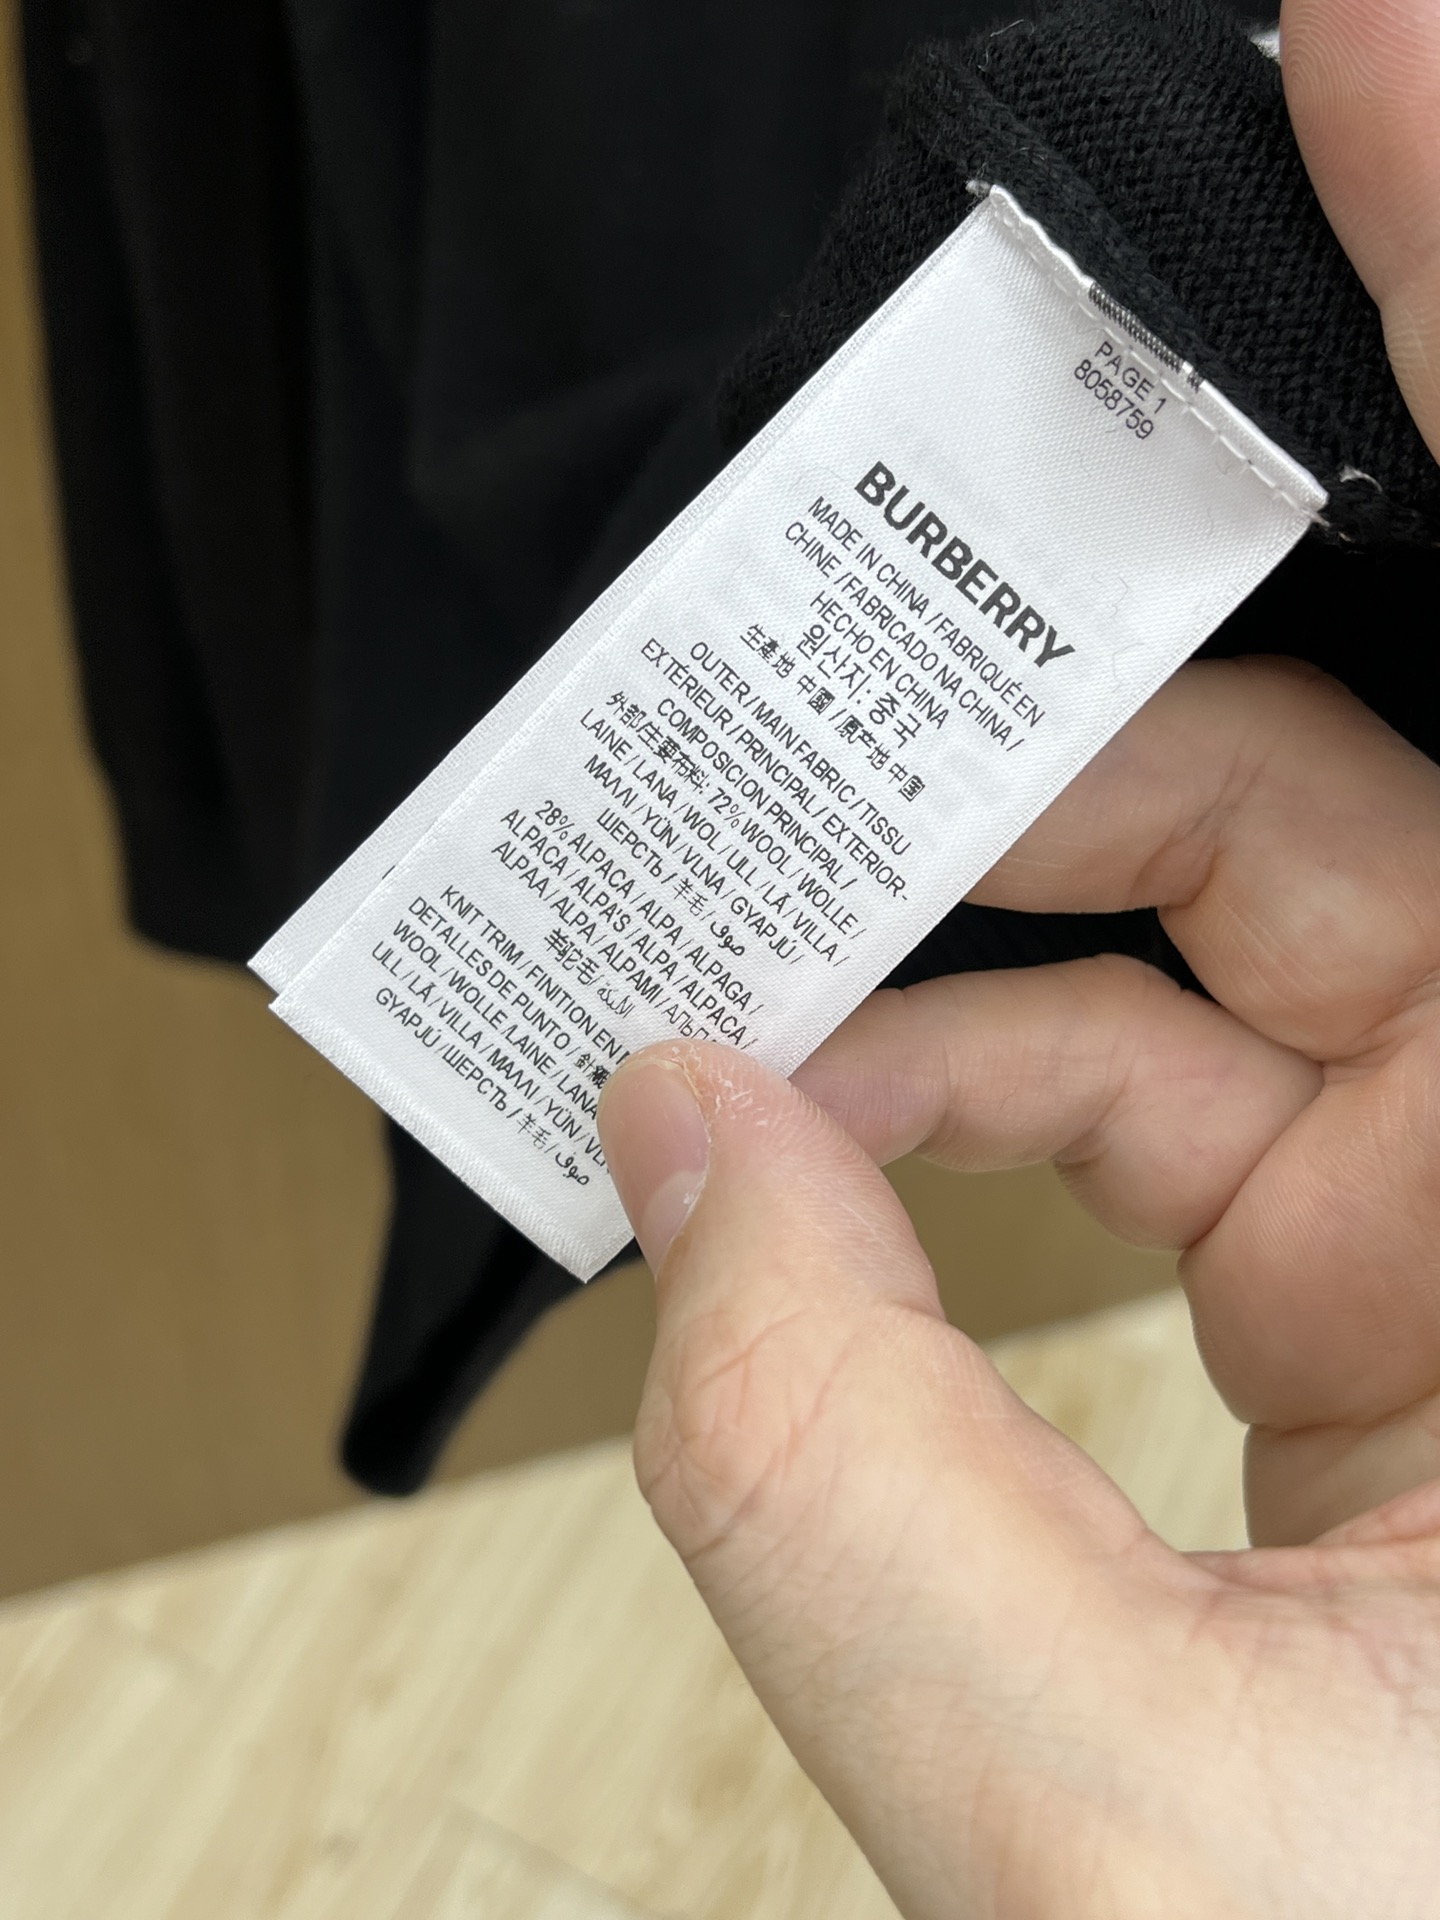 PAGE 1
8058759
BURBERRY
MADE IN CHINA / FABRIQUÉ EN
CHINE / FABRICADO NA CHINA /
HECHO EN CHINA
원산지: 중국
生產地 中國 / 原产地 中国
OUTER / MAIN FABRIC / TISSU
EXTÉRIEUR / PRINCIPAL / EXTERIOR-
COMPOSICION PRINCIPAL /
外部/主要布料: 72% WOOL / WOLLE /
LAINE / LANA / WOL / ULL / LÃ / VILLA /
ΜΑΛΛΙ / YÜN / VLNA / GYAPJÚ /
ШЕРСТЬ / 羊毛 / صوف
28% ALPACA / ALPA / ALPAGA /
ALPACA / ALPA'S / ALPA / ALPACA /
ALPAA / ALPA / ALPAMI /
羊驼毛 /
KNIT TRIM / FINITION EN
DETALLES DE PUNTO /
WOOL / WOLLE / LAINE / LANA
ULL / LÃ / VILLA / ΜΑΛΛΙ / YÜN /
GYAPJÚ / ШЕРСТЬ / 羊毛 / صوف